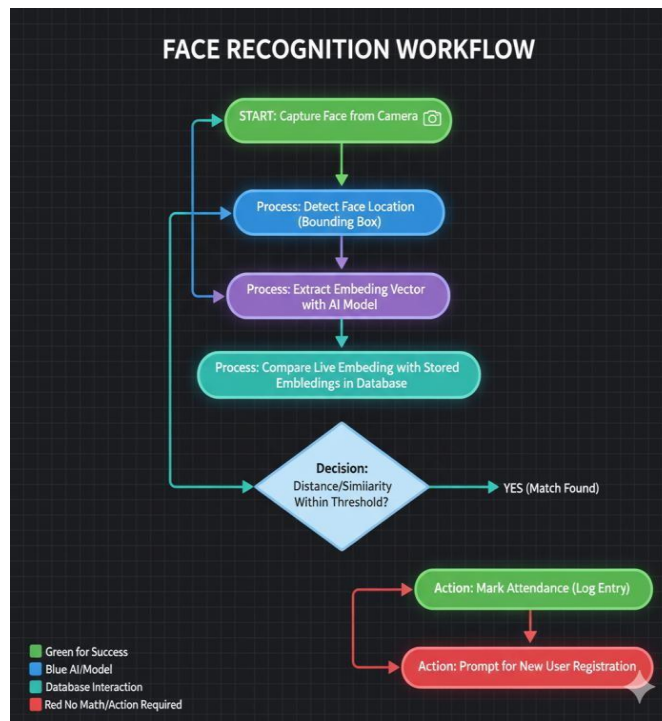 FACE RECOGNITION WORKFLOW
START: Capture Face from Camera
Process: Detect Face Location
(Bounding Box)
Process: Extract Embeding Vector
with AI Model
Process: Compare Live Embeding with Stored
Embledings in Database
Decision:
Distance/Similarity
Within Threshold?
YES (Match Found)
Action: Mark Attendance (Log Entry)
Action: Prompt for New User Registration
Green for Success
Blue AI/Model
Database Interaction
Red No Math/Action Required